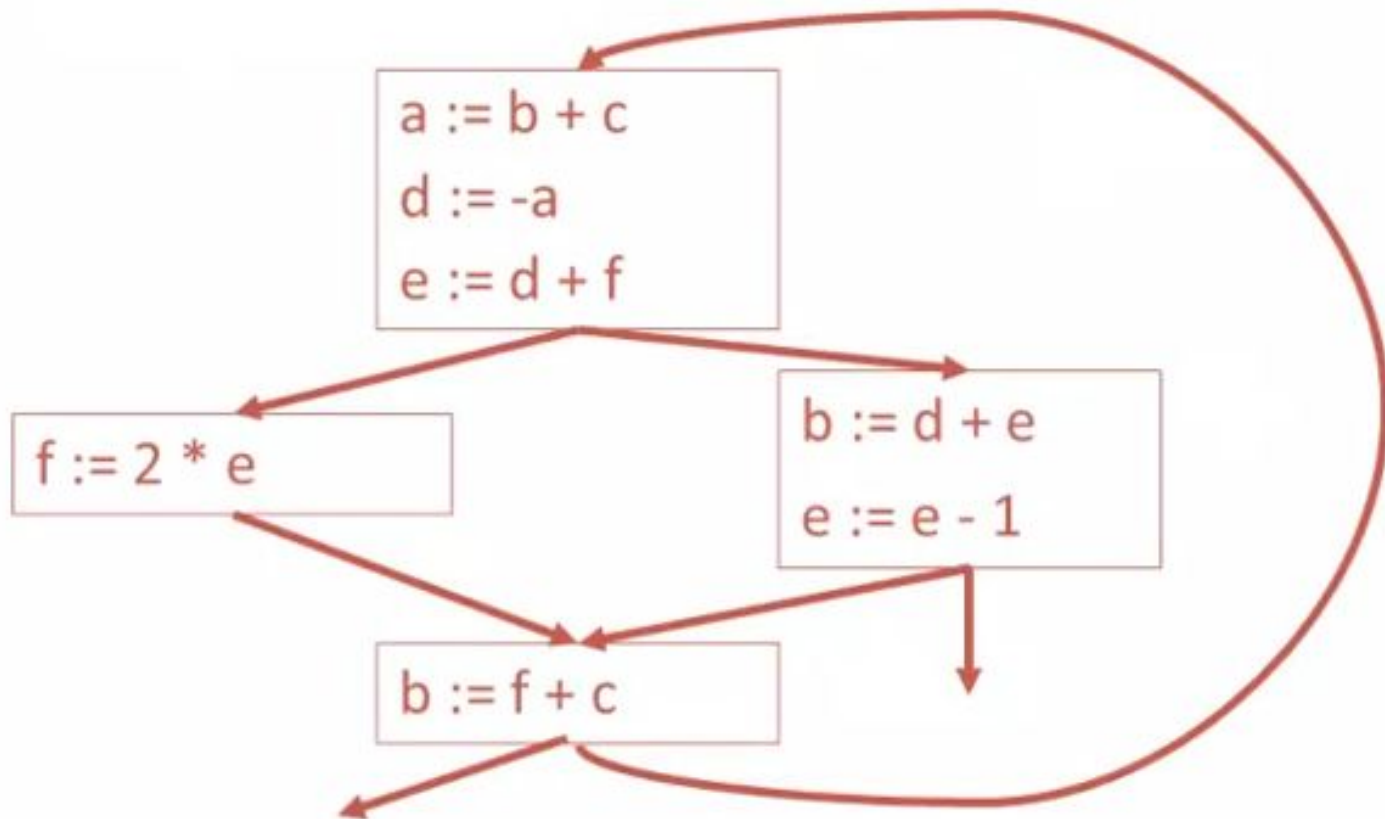 a := b + c
d := -a
e := d + f
f := 2 * e
b := d + e
e := e - 1
b := f + c